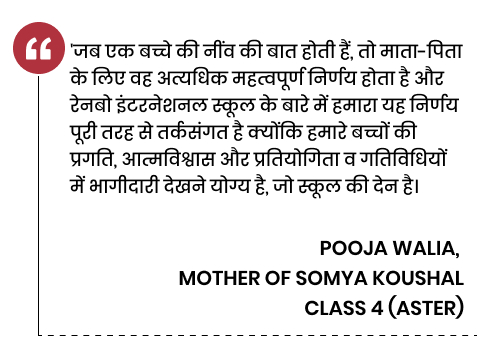 'जब एक बच्चे की नींव की बात होती हैं, तो माता-पिता
के लिए वह अत्यधिक महत्वपूर्ण निर्णय होता है और
रेनबो इंटरनेशनल स्कूल के बारे में हमारा यह निर्णय
पूरी तरह से तर्कसंगत है क्योंकि हमारे बच्चों की
प्रगति, आत्मविश्वास और प्रतियोगिता व गतिविधियों
में भागीदारी देखने योग्य है, जो स्कूल की देन है।
POOJA WALIA,
MOTHER OF SOMYA KOUSHAL
CLASS 4 (ASTER)